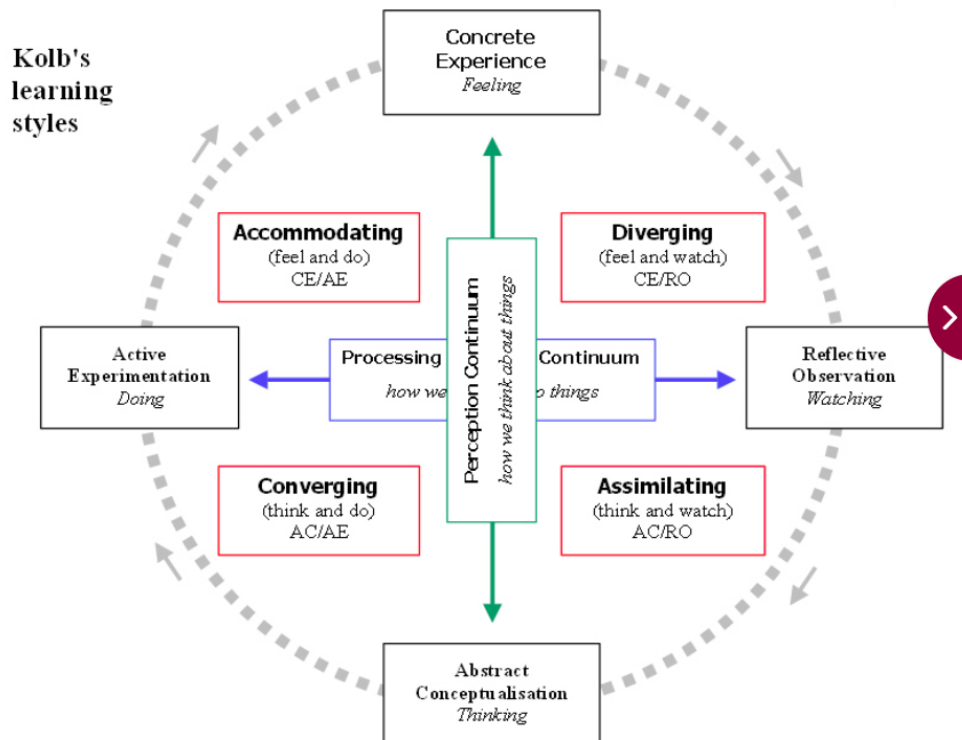 Kolb's
learning
styles
Concrete
Experience
Feeling
Accommodating
(feel and do)
CE/AE
Diverging
(feel and watch)
CE/RO
Active
Experimentation
Doing
Processing Continuum
how we o things
Perception Continuum
how we think about things
Reflective
Observation
Watching
Converging
(think and do)
AC/AE
Assimilating
(think and watch)
AC/RO
Abstract
Conceptualisation
Thinking